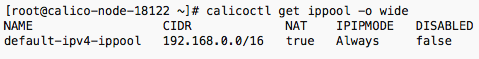 [root@calico-node-18122 ~]# calicoctl get ippool -o wide
NAME CIDR NAT IPIPMODE DISABLED
default-ipv4-ippool 192.168.0.0/16 true Always false